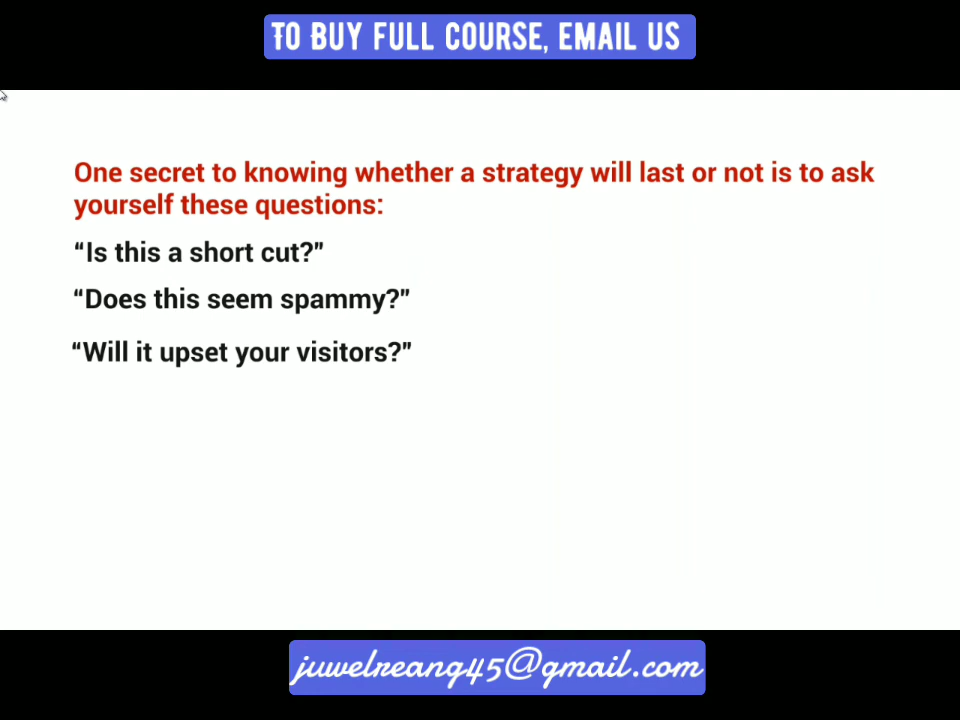 TO BUY FULL COURSE, EMAIL US
One secret to knowing whether a strategy will last or not is to ask
yourself these questions:
“Is this a short cut?”
“Does this seem spammy?”
“Will it upset your visitors?”
juwelreang45@gmail.com